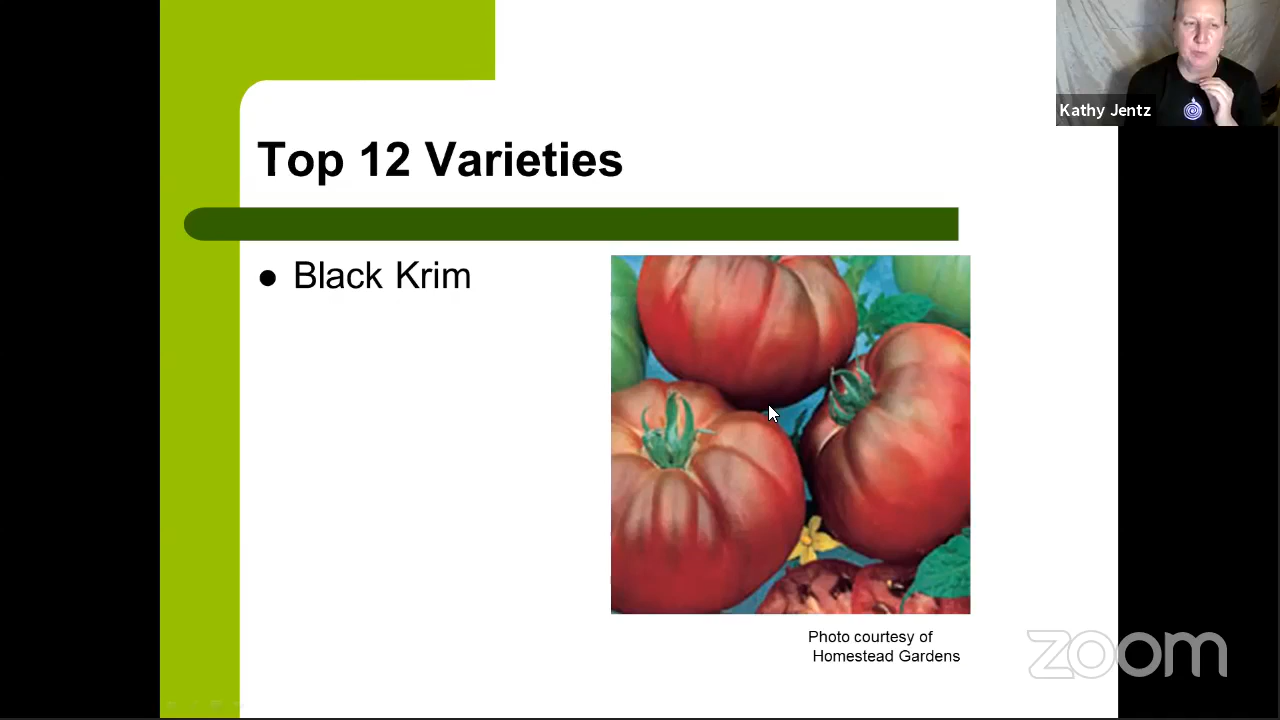 Kathy Jentz
Top 12 Varieties
Black Krim
Photo courtesy of
Homestead Gardens
zoom